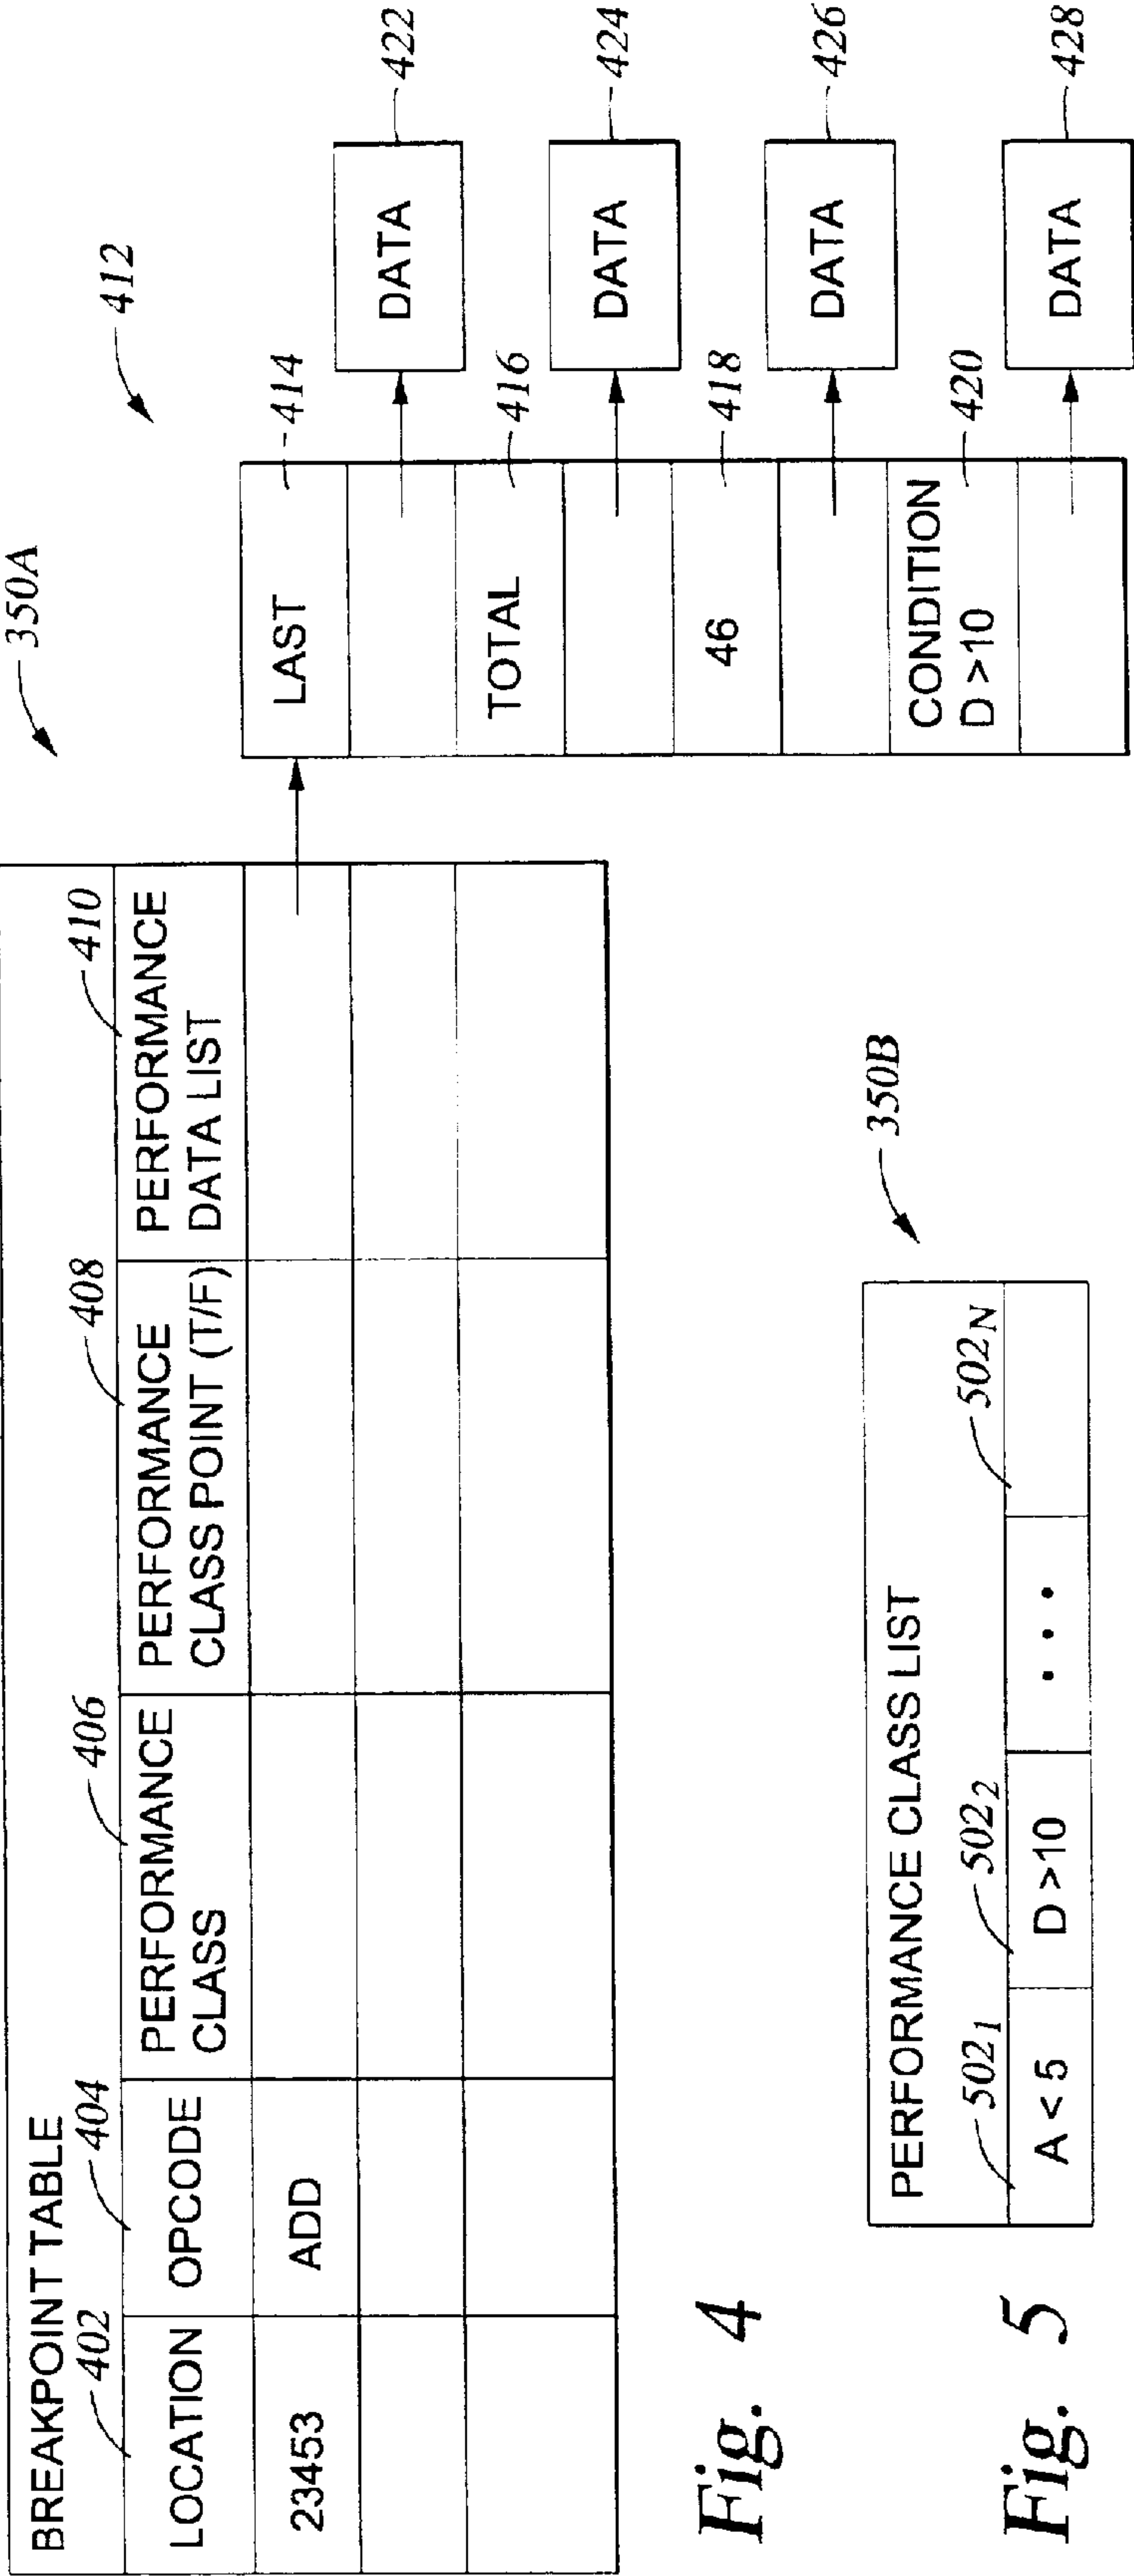 350A
412
BREAKPOINT TABLE
402 404 406 408 410
LOCATION OPCODE PERFORMANCE CLASS PERFORMANCE CLASS POINT (T/F) PERFORMANCE DATA LIST
23453 ADD
LAST 414
DATA 422
TOTAL 416
DATA 424
46 418
DATA 426
CONDITION D >10 420
DATA 428
Fig. 4
350B
PERFORMANCE CLASS LIST
502₁ 502₂ 502N
A < 5 D >10 • • •
Fig. 5